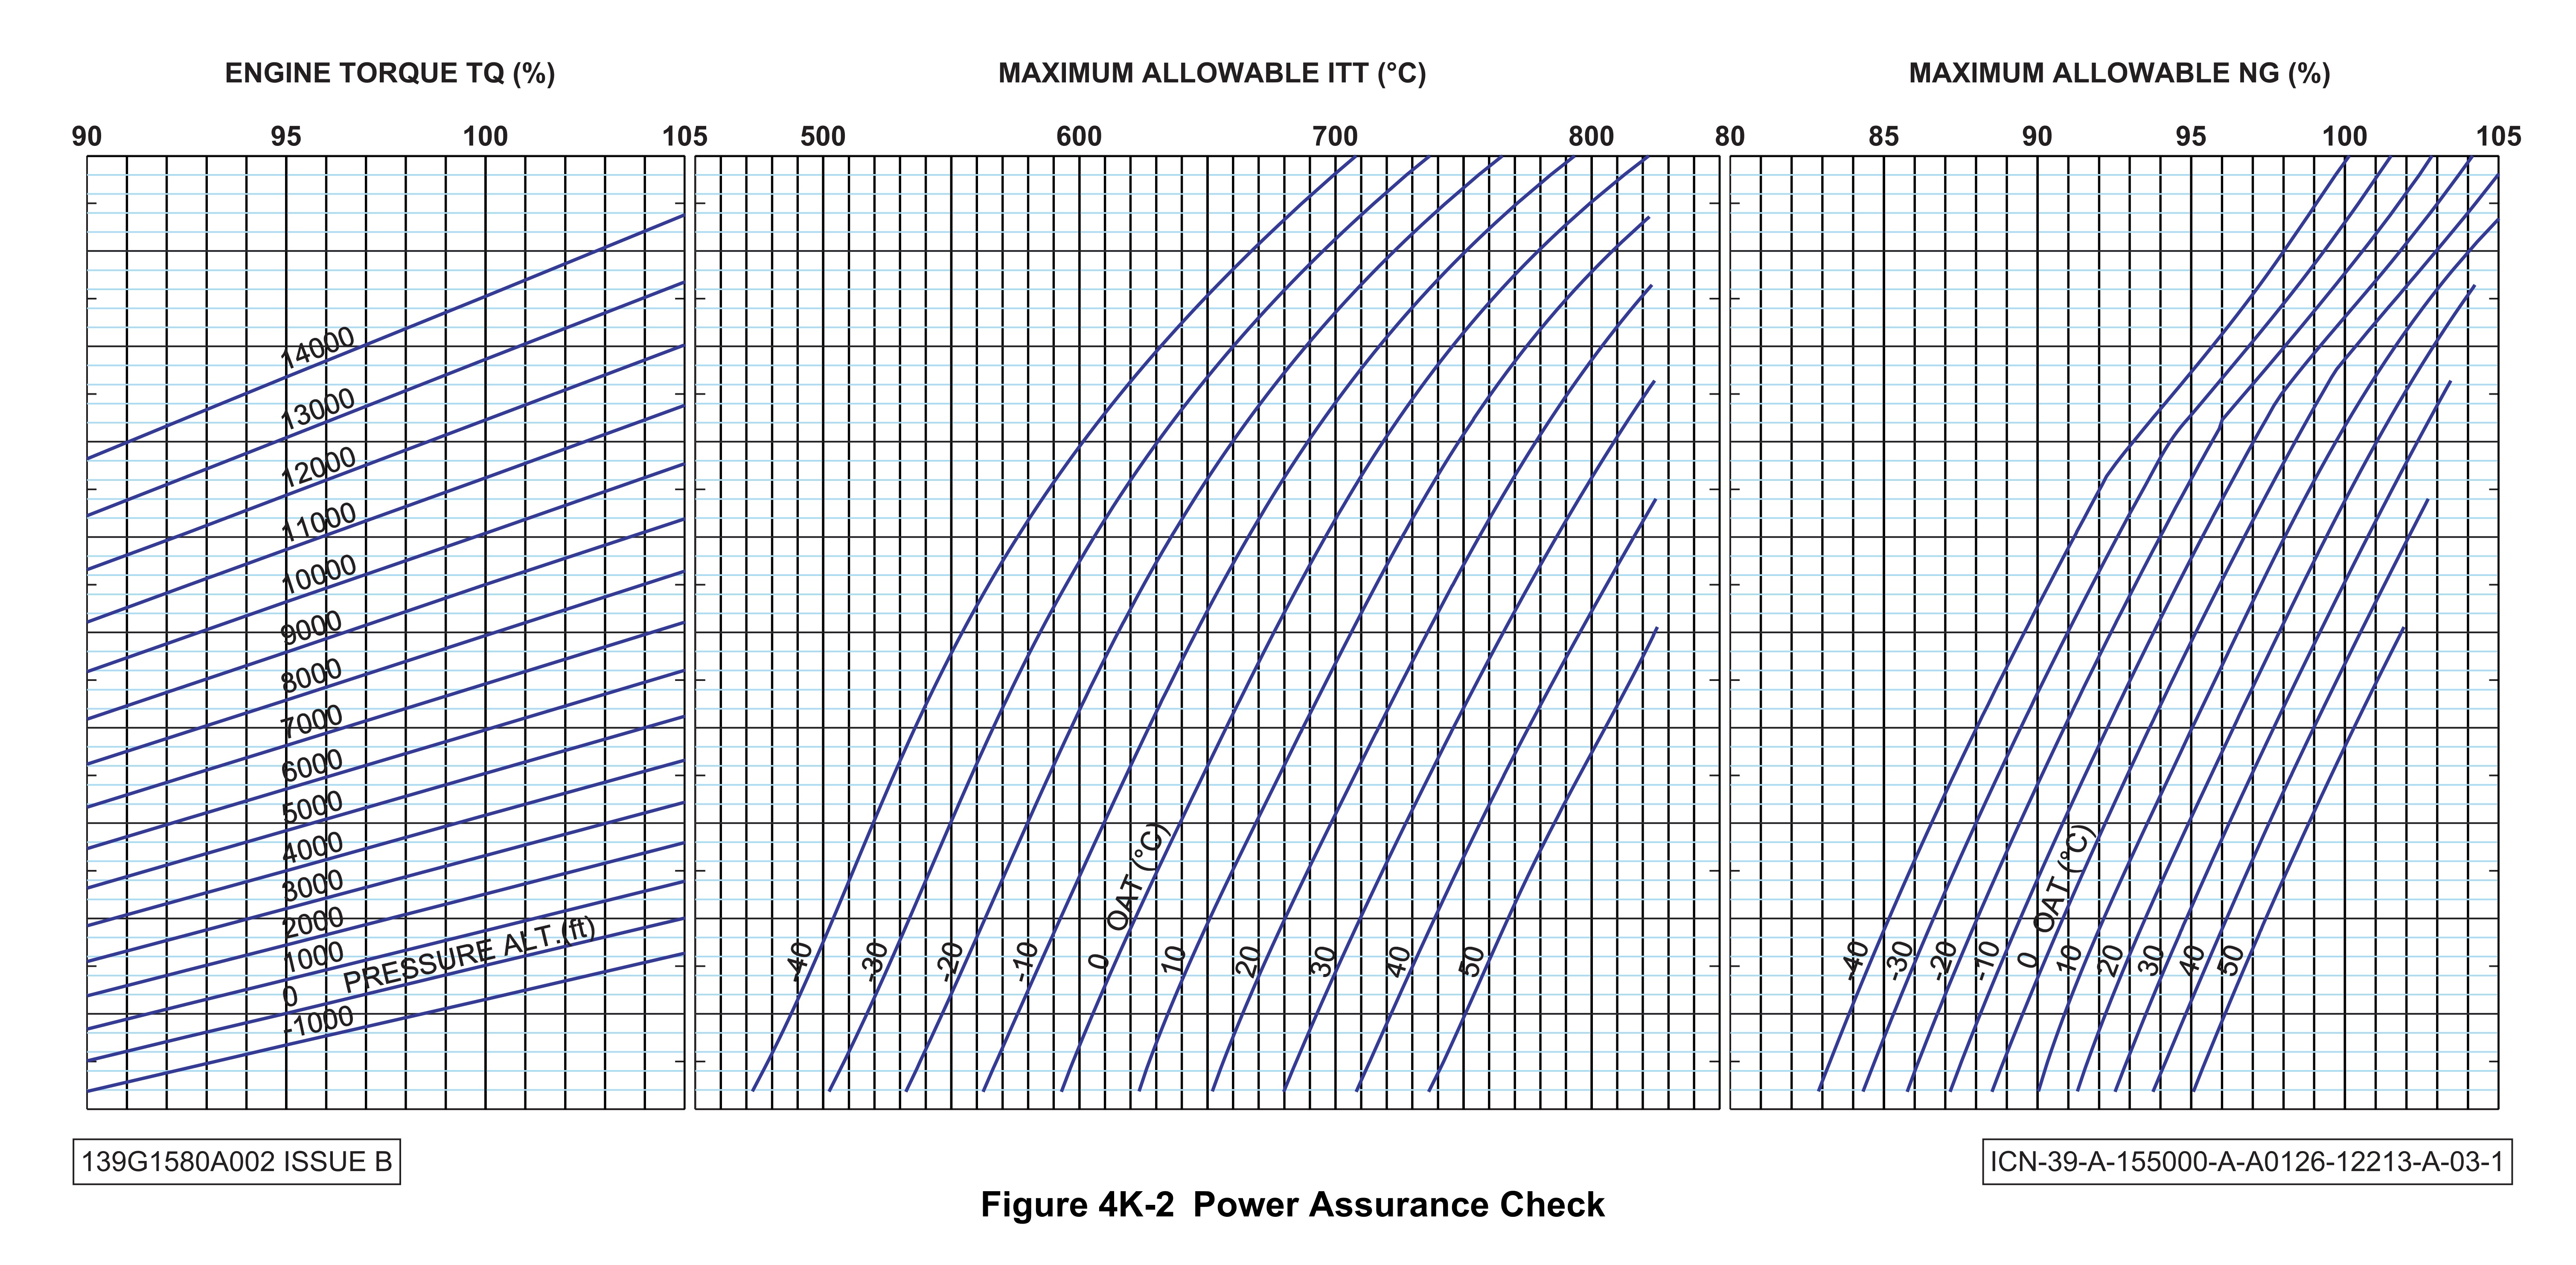 ENGINE TORQUE TQ (%) MAXIMUM ALLOWABLE ITT (°C) MAXIMUM ALLOWABLE NG (%)
90 95 100 105 500 600 700 800 80 85 90 95 100 105
14000
13000
12000
11000
10000
9000
8000
7000
6000
5000
4000
3000
2000
1000
0
-1000
PRESSURE ALT.(ft)
OAT (°C)
-40 -30 -20 -10 0 10 20 30 40 50
OAT (°C)
-40 -30 -20 -10 0 10 20 30 40 50
139G1580A002 ISSUE B
ICN-39-A-155000-A-A0126-12213-A-03-1
Figure 4K-2 Power Assurance Check